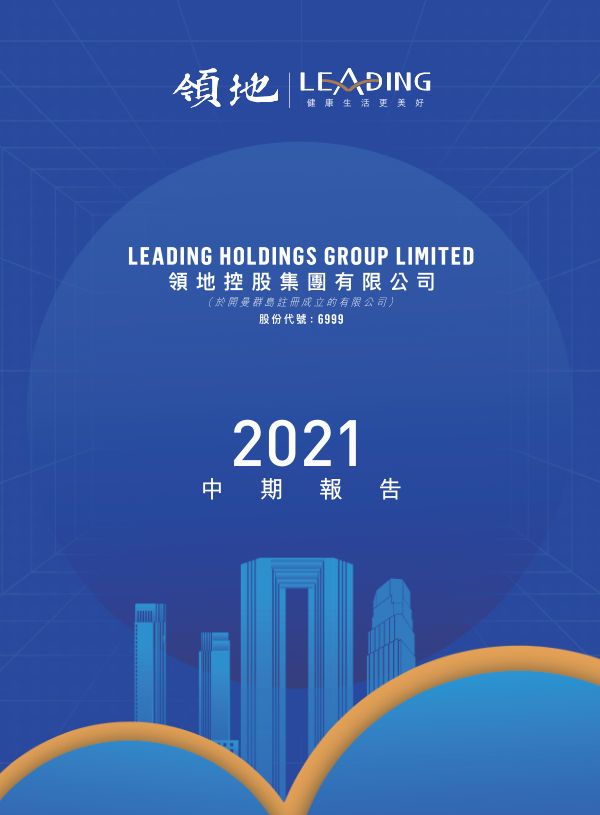 領地 LEADING
健康生活更美好
LEADING HOLDINGS GROUP LIMITED
領地控股集團有限公司
（於開曼群島註冊成立的有限公司）
股份代號：6999
2021
中期報告